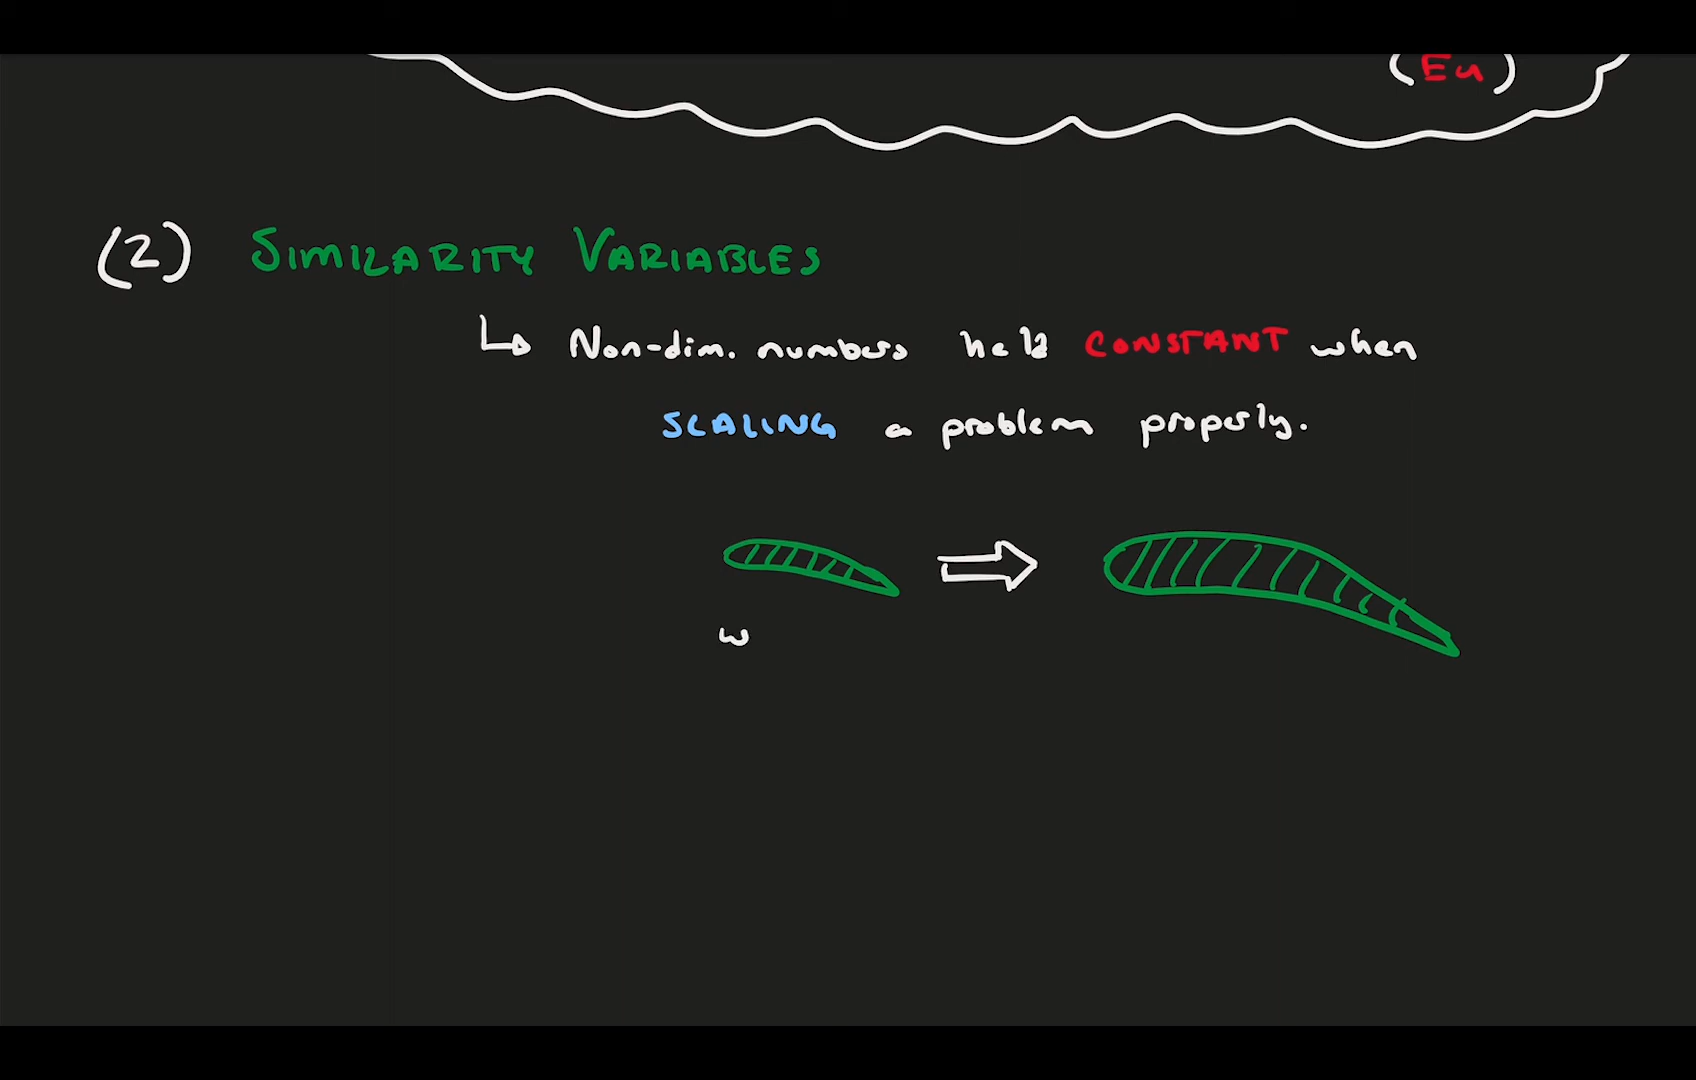 (Eu)
(2) SIMILARITY VARIABLES
↳ Non-dim. numbers held CONSTANT when
SCALING a problem properly.
w